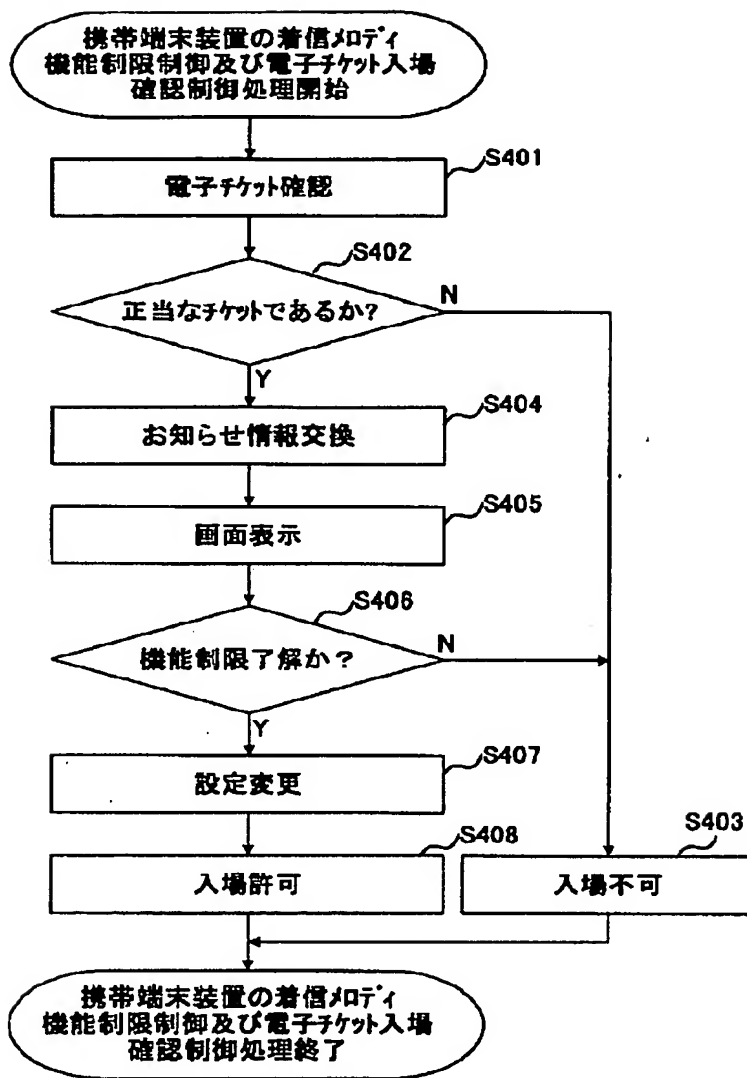 携帯端末装置の着信ﾒﾛﾃﾞｨ
機能制限制御及び電子ﾁｹｯﾄ入場
確認制御処理開始
S401
電子ﾁｹｯﾄ確認
S402
正当なﾁｹｯﾄであるか?
N
Y
S404
お知らせ情報交換
S405
画面表示
S406
機能制限了解か？
N
Y
S407
設定変更
S408
入場許可
S403
入場不可
携帯端末装置の着信ﾒﾛﾃﾞｨ
機能制限制御及び電子ﾁｹｯﾄ入場
確認制御処理終了